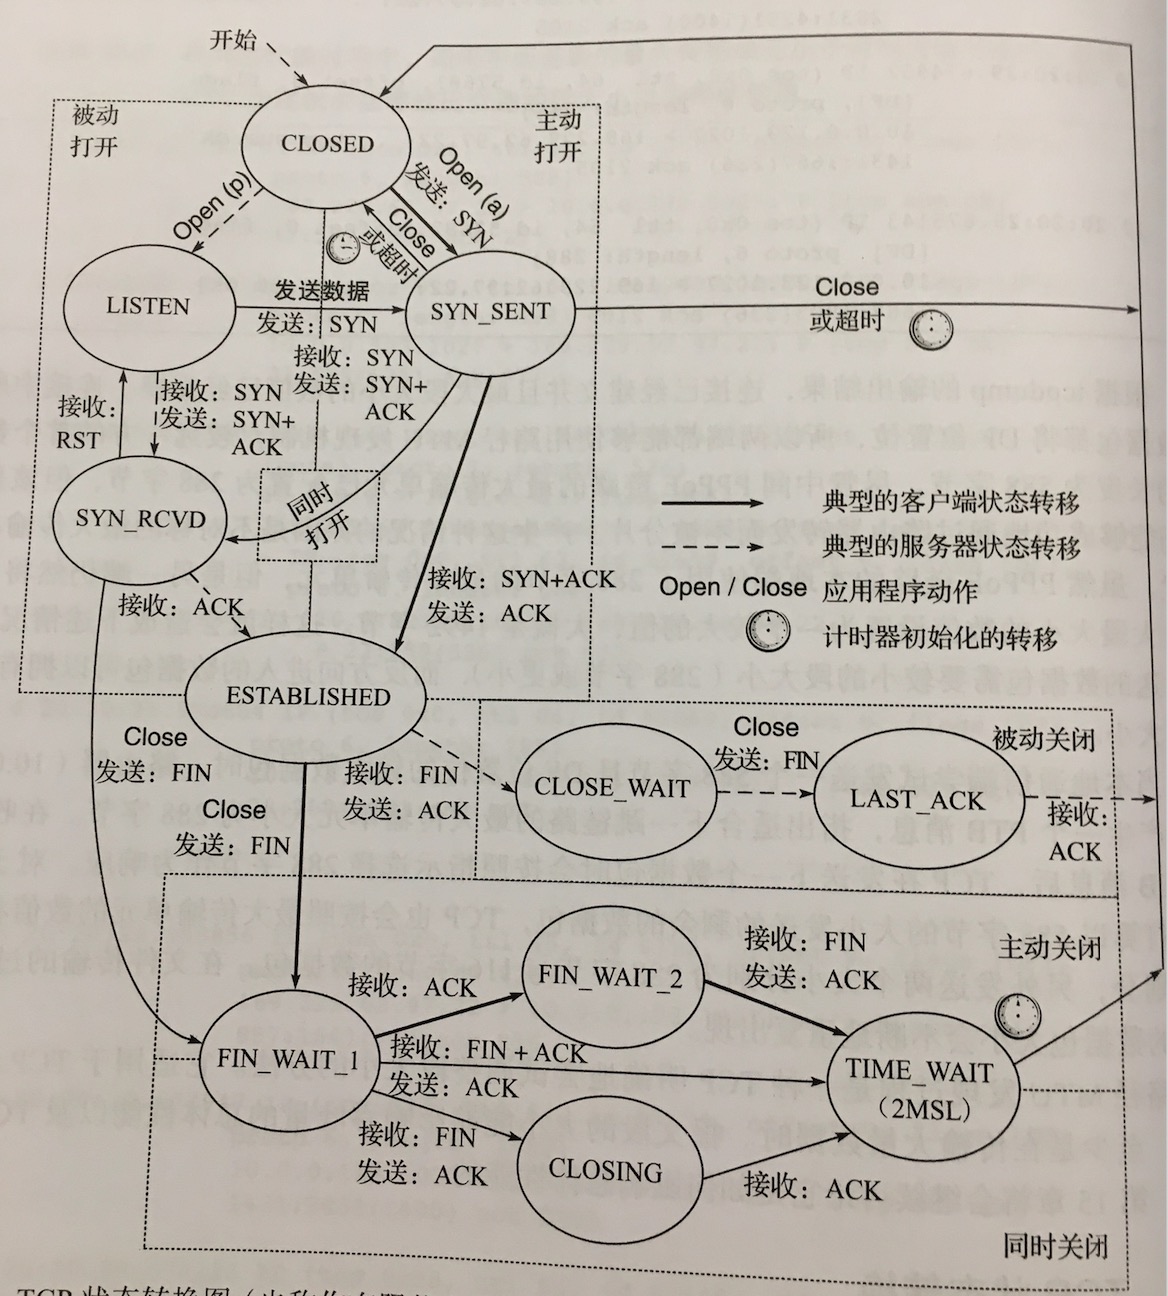 开始
被动
打开
主动
打开
CLOSED
Open (p)
Open (a)
发送：SYN
Close
或超时
LISTEN
发送数据
发送：SYN
SYN_SENT
Close
或超时
接收：SYN
发送：SYN+
ACK
接收：SYN
发送：SYN+
ACK
接收：
RST
SYN_RCVD
同时
打开
典型的客户端状态转移
典型的服务器状态转移
Open / Close 应用程序动作
计时器初始化的转移
接收：SYN+ACK
发送：ACK
接收：ACK
ESTABLISHED
Close
发送：FIN
Close
发送：FIN
接收：FIN
发送：ACK
CLOSE_WAIT
Close
发送：FIN
LAST_ACK
被动关闭
接收：
ACK
主动关闭
接收：ACK
FIN_WAIT_2
接收：FIN
发送：ACK
FIN_WAIT_1
接收：FIN + ACK
发送：ACK
TIME_WAIT
（2MSL）
接收：FIN
发送：ACK
CLOSING
接收：ACK
同时关闭